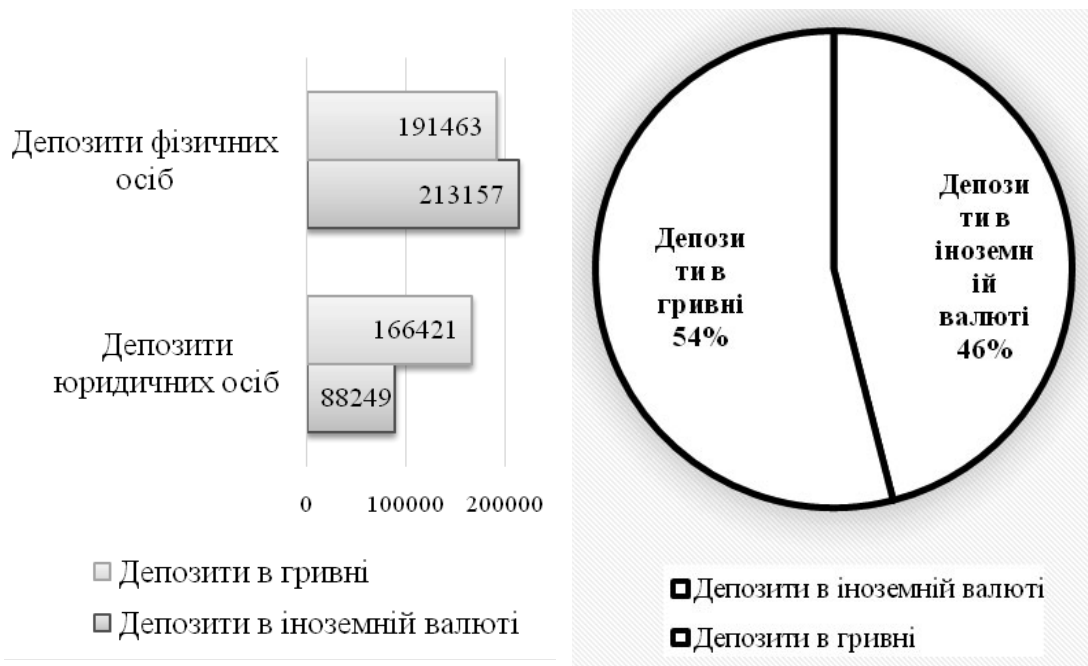 Депозити фізичних
осіб
191463
213157
Депозити
юридичних осіб
166421
88249
0 100000 200000
Депозити в гривні
Депозити в іноземній валюті
Депози
ти в
гривні
54%
Депози
ти в
іноземн
ій
валюті
46%
Депозити в іноземній валюті
Депозити в гривні